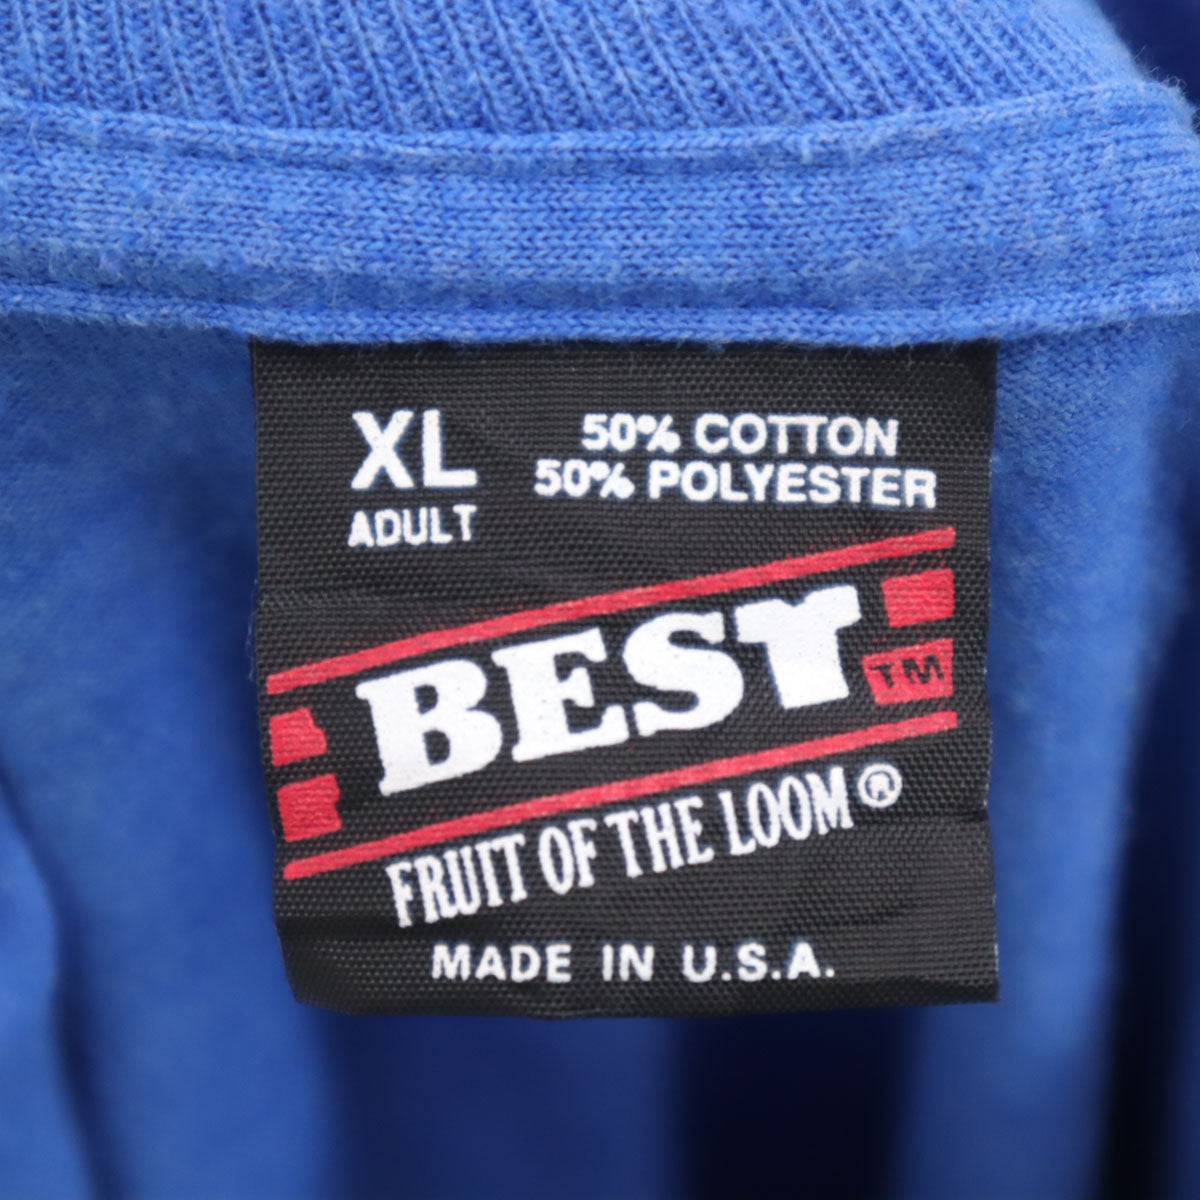 XL
ADULT
50% COTTON
50% POLYESTER
BEST
TM
FRUIT OF THE LOOM®
MADE IN U.S.A.